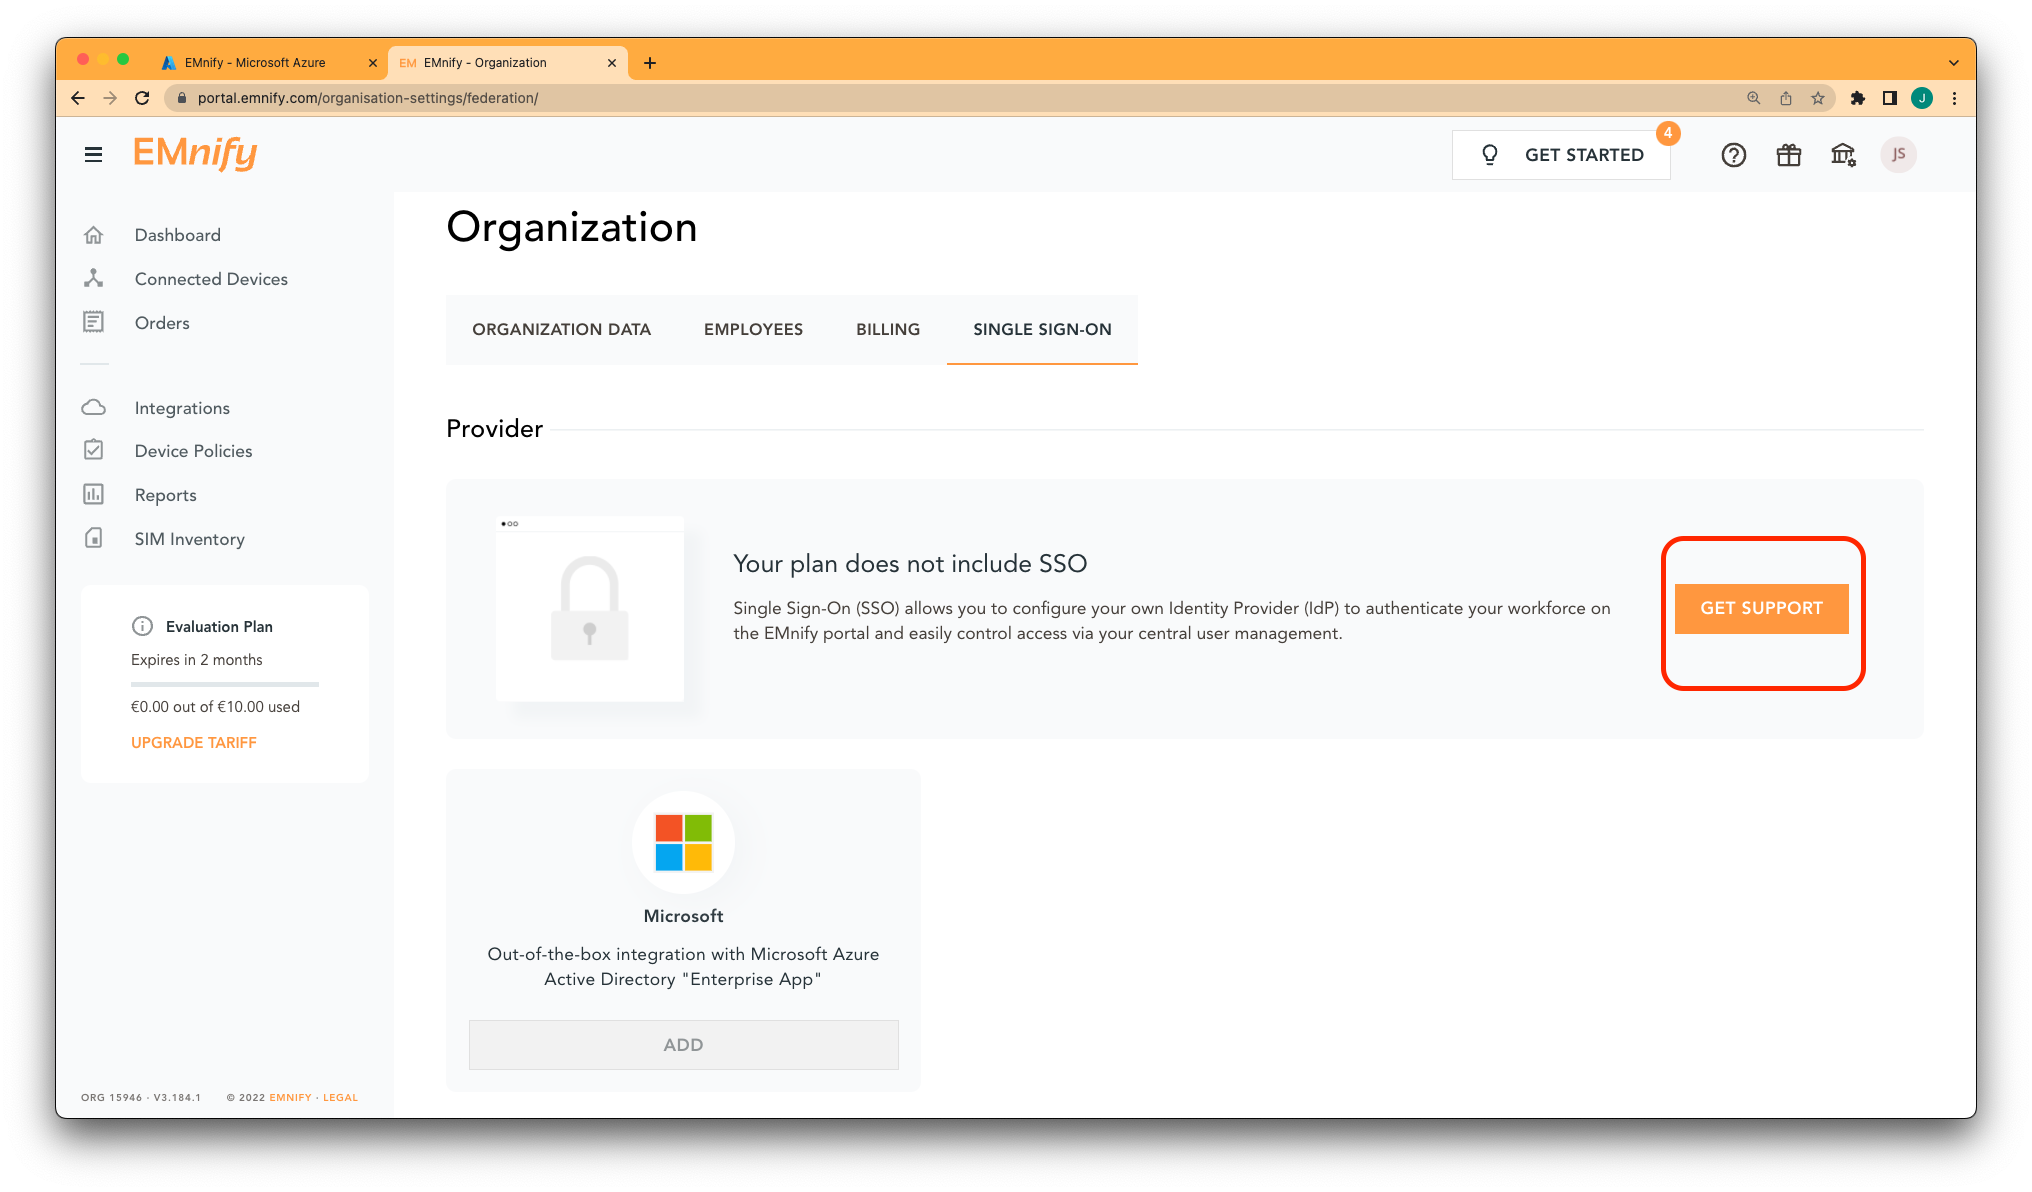 EMnify - Microsoft Azure
EM EMnify - Organization
portal.emnify.com/organisation-settings/federation/
J
EMnify
GET STARTED
4
JS
Dashboard
Connected Devices
Orders
Integrations
Device Policies
Reports
SIM Inventory
Evaluation Plan
Expires in 2 months
€0.00 out of €10.00 used
UPGRADE TARIFF
ORG 15946 · V3.184.1 © 2022 EMNIFY · LEGAL
Organization
ORGANIZATION DATA EMPLOYEES BILLING SINGLE SIGN-ON
Provider
Your plan does not include SSO
Single Sign-On (SSO) allows you to configure your own Identity Provider (IdP) to authenticate your workforce on
the EMnify portal and easily control access via your central user management.
GET SUPPORT
Microsoft
Out-of-the-box integration with Microsoft Azure
Active Directory "Enterprise App"
ADD